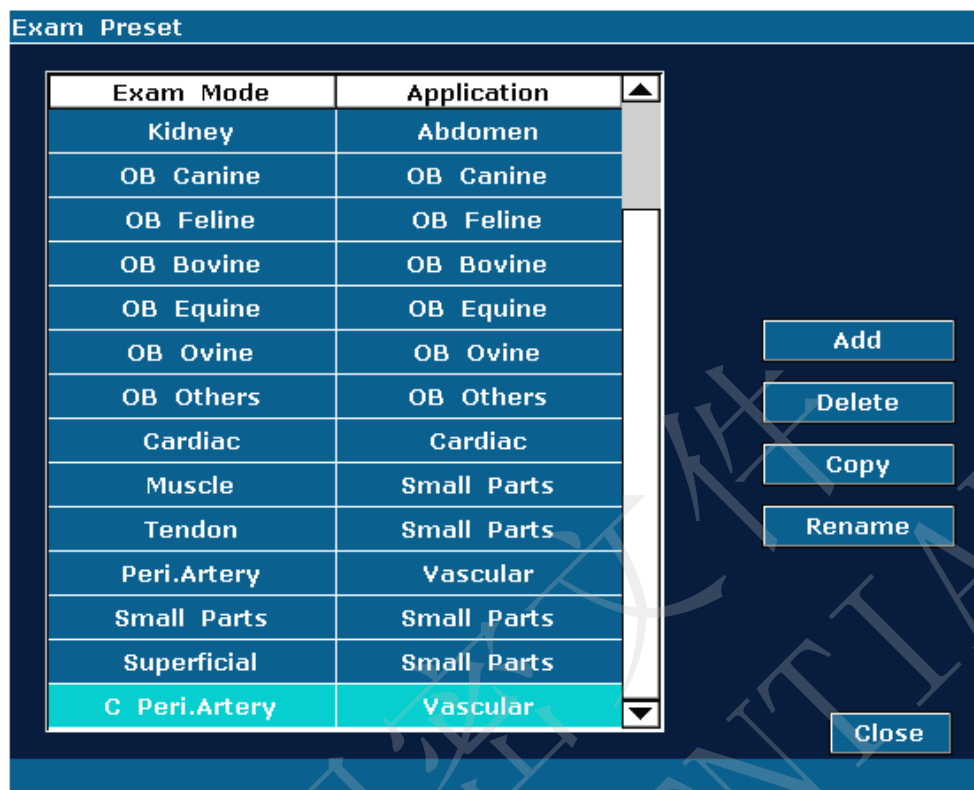 Exam Preset
Exam Mode Application
Kidney Abdomen
OB Canine OB Canine
OB Feline OB Feline
OB Bovine OB Bovine
OB Equine OB Equine
OB Ovine OB Ovine
OB Others OB Others
Cardiac Cardiac
Muscle Small Parts
Tendon Small Parts
Peri.Artery Vascular
Small Parts Small Parts
Superficial Small Parts
C Peri.Artery Vascular
Add
Delete
Copy
Rename
Close
密文件